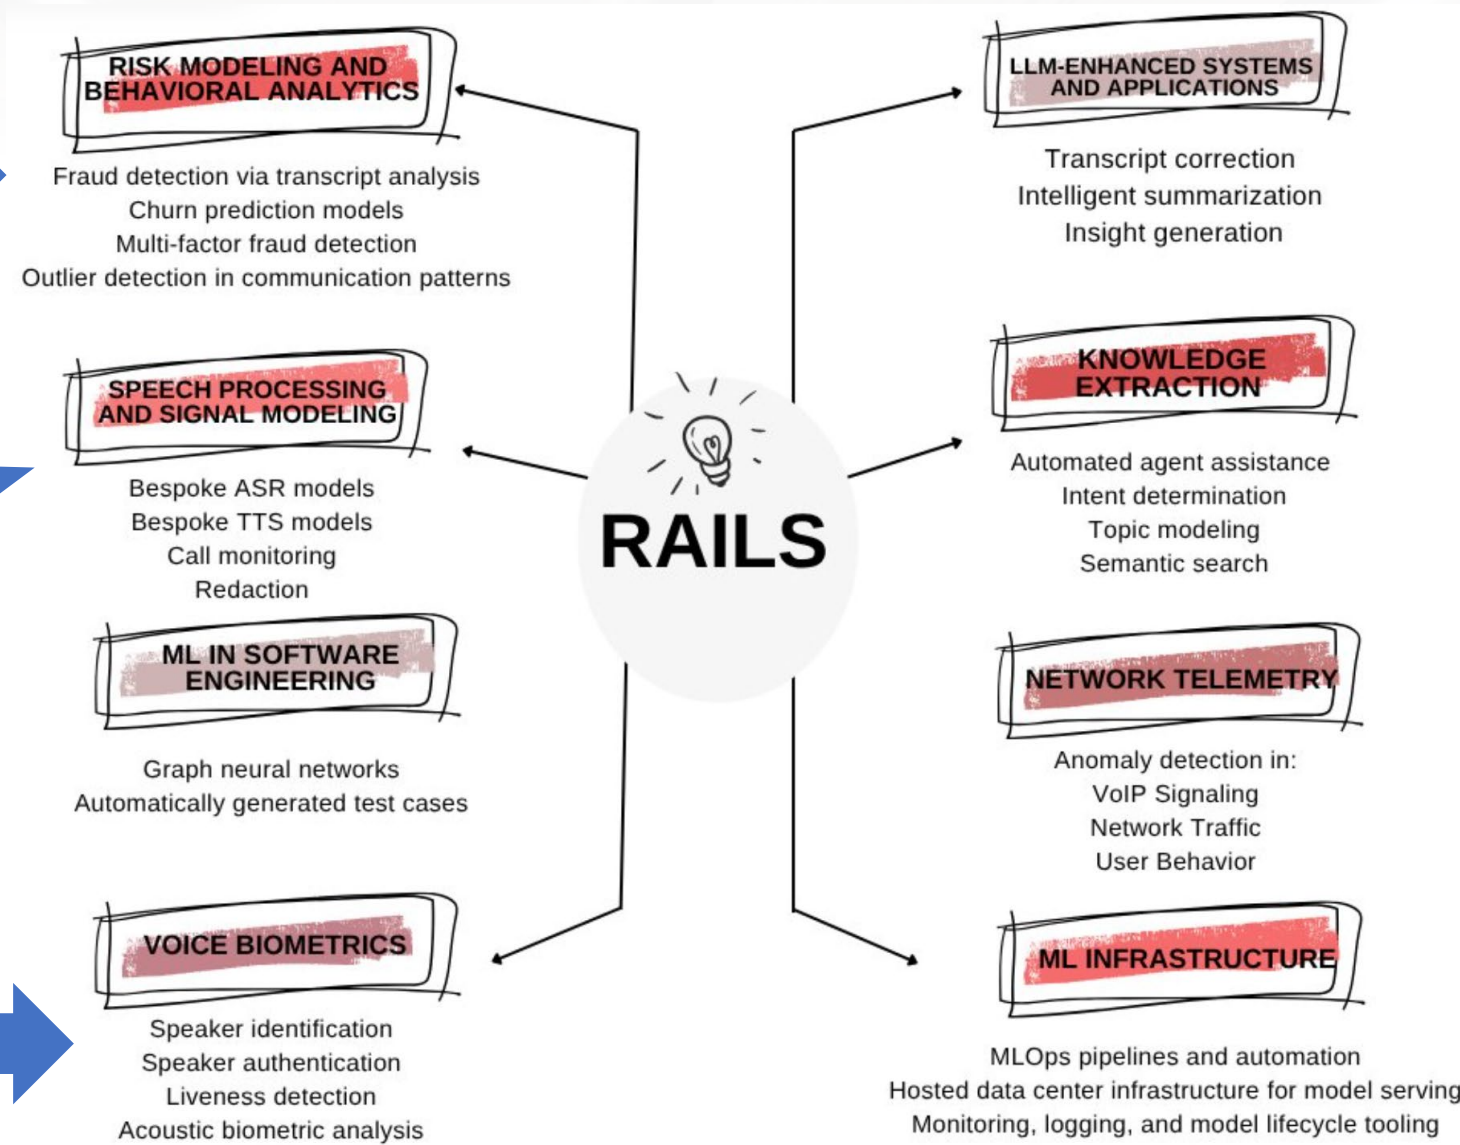 RISK MODELING AND
BEHAVIORAL ANALYTICS
Fraud detection via transcript analysis
Churn prediction models
Multi-factor fraud detection
Outlier detection in communication patterns
SPEECH PROCESSING
AND SIGNAL MODELING
Bespoke ASR models
Bespoke TTS models
Call monitoring
Redaction
ML IN SOFTWARE
ENGINEERING
Graph neural networks
Automatically generated test cases
VOICE BIOMETRICS
Speaker identification
Speaker authentication
Liveness detection
Acoustic biometric analysis
RAILS
LLM-ENHANCED SYSTEMS
AND APPLICATIONS
Transcript correction
Intelligent summarization
Insight generation
KNOWLEDGE
EXTRACTION
Automated agent assistance
Intent determination
Topic modeling
Semantic search
NETWORK TELEMETRY
Anomaly detection in:
VoIP Signaling
Network Traffic
User Behavior
ML INFRASTRUCTURE
MLOps pipelines and automation
Hosted data center infrastructure for model serving
Monitoring, logging, and model lifecycle tooling